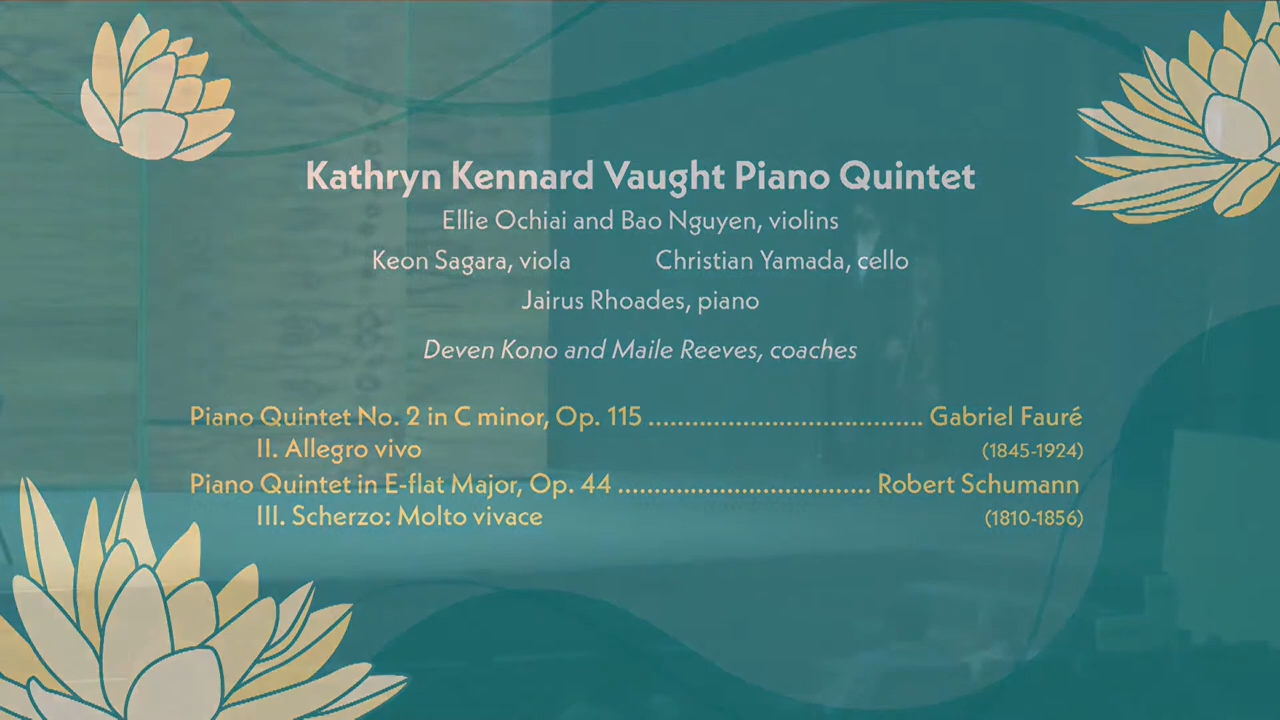 Kathryn Kennard Vaught Piano Quintet
Ellie Ochiai and Bao Nguyen, violins
Keon Sagara, viola Christian Yamada, cello
Jairus Rhoades, piano
Deven Kono and Maile Reeves, coaches
Piano Quintet No. 2 in C minor, Op. 115 .................................. Gabriel Fauré
II. Allegro vivo (1845-1924)
Piano Quintet in E-flat Major, Op. 44 ............................... Robert Schumann
III. Scherzo: Molto vivace (1810-1856)